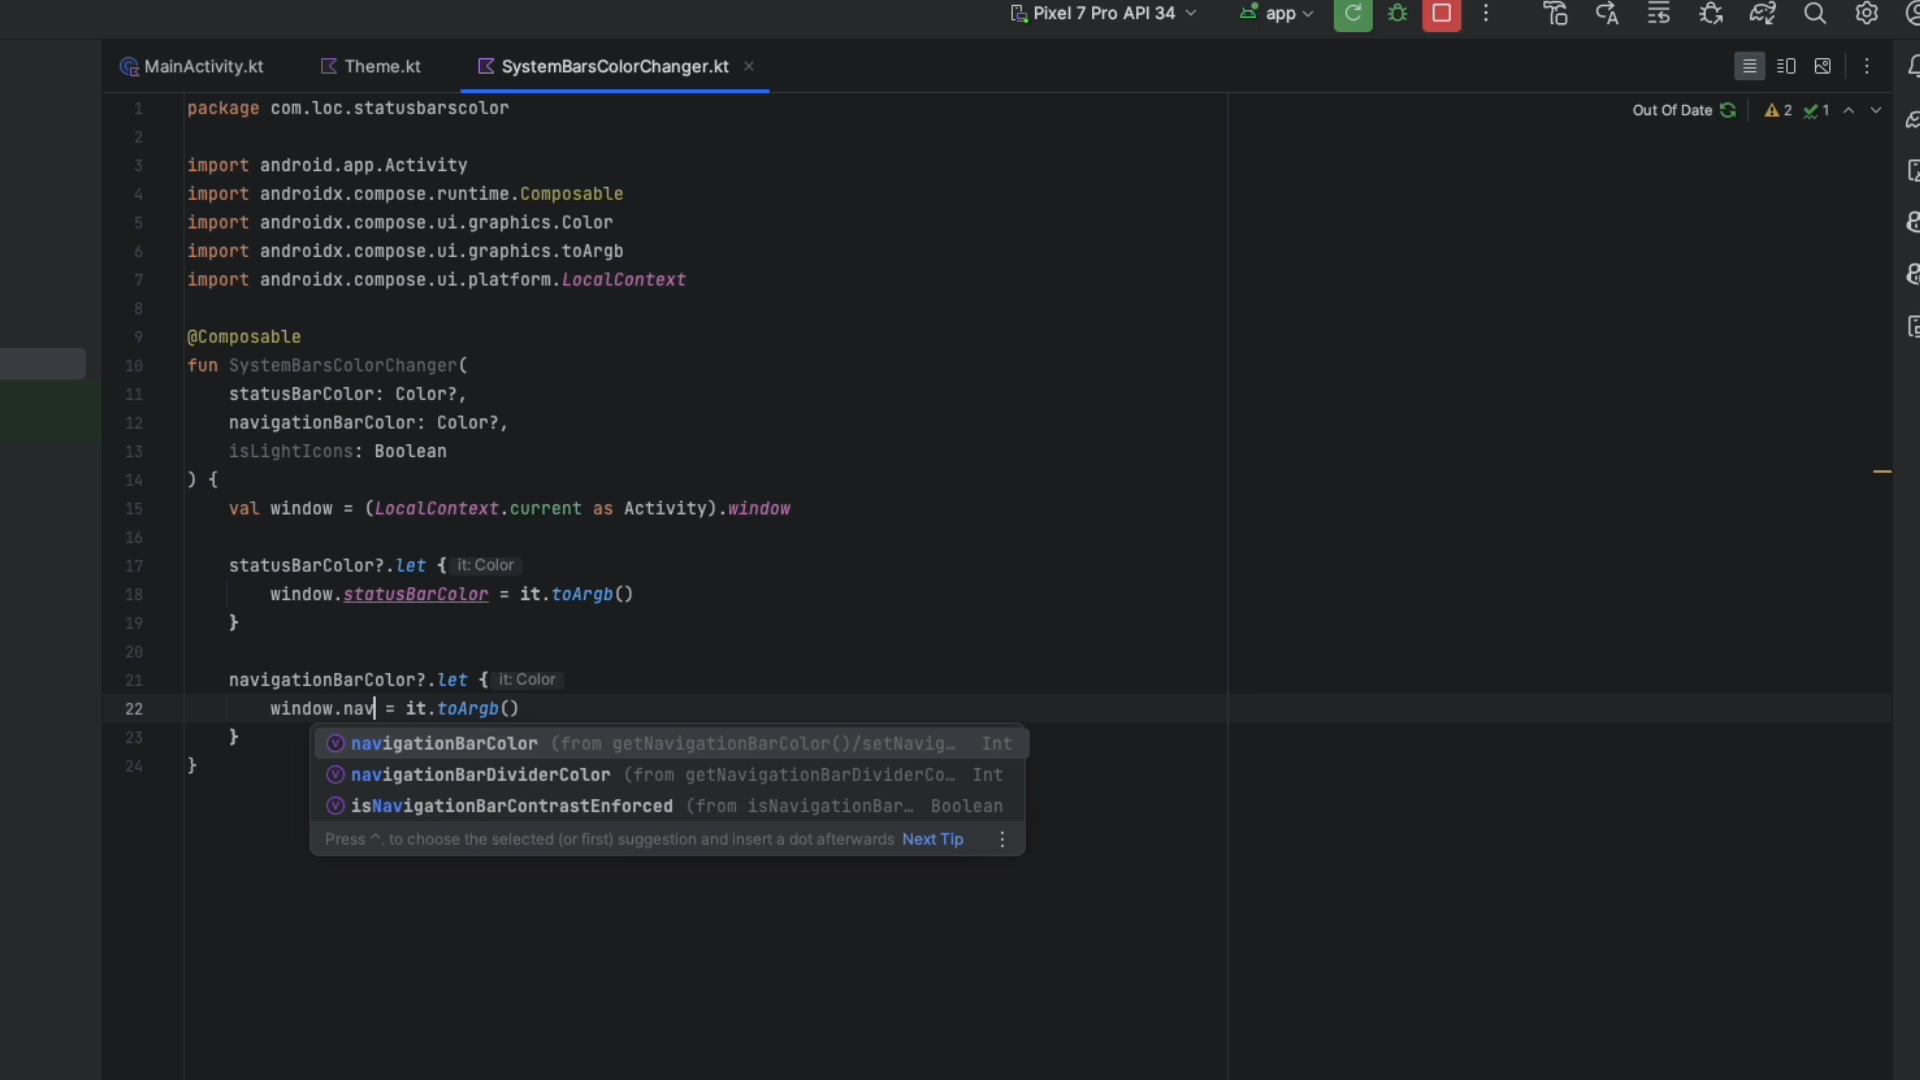 Pixel 7 Pro API 34 app
MainActivity.kt Theme.kt SystemBarsColorChanger.kt
Out Of Date 2 1
1 package com.loc.statusbarscolor
2
3 import android.app.Activity
4 import androidx.compose.runtime.Composable
5 import androidx.compose.ui.graphics.Color
6 import androidx.compose.ui.graphics.toArgb
7 import androidx.compose.ui.platform.LocalContext
8
9 @Composable
10 fun SystemBarsColorChanger(
11 statusBarColor: Color?,
12 navigationBarColor: Color?,
13 isLightIcons: Boolean
14 ) {
15 val window = (LocalContext.current as Activity).window
16
17 statusBarColor?.let { it: Color
18 window.statusBarColor = it.toArgb()
19 }
20
21 navigationBarColor?.let { it: Color
22 window.nav = it.toArgb()
23 }
24 }
navigationBarColor (from getNavigationBarColor()/setNavig… Int
navigationBarDividerColor (from getNavigationBarDividerCo… Int
isNavigationBarContrastEnforced (from isNavigationBar… Boolean
Press ^. to choose the selected (or first) suggestion and insert a dot afterwards Next Tip